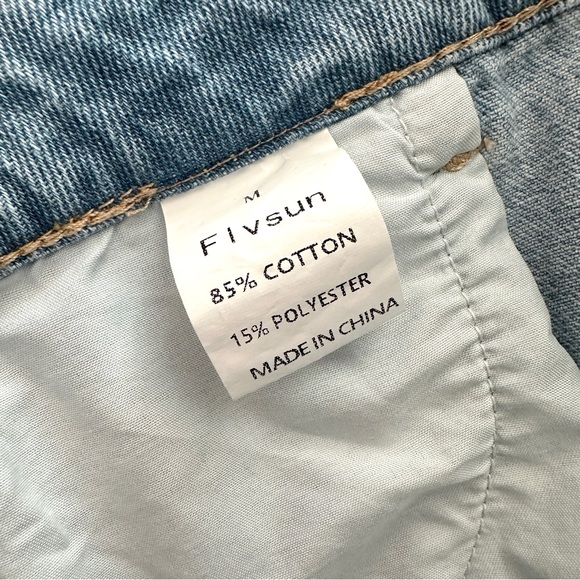 M
Flvsun
85% COTTON
15% POLYESTER
MADE IN CHINA